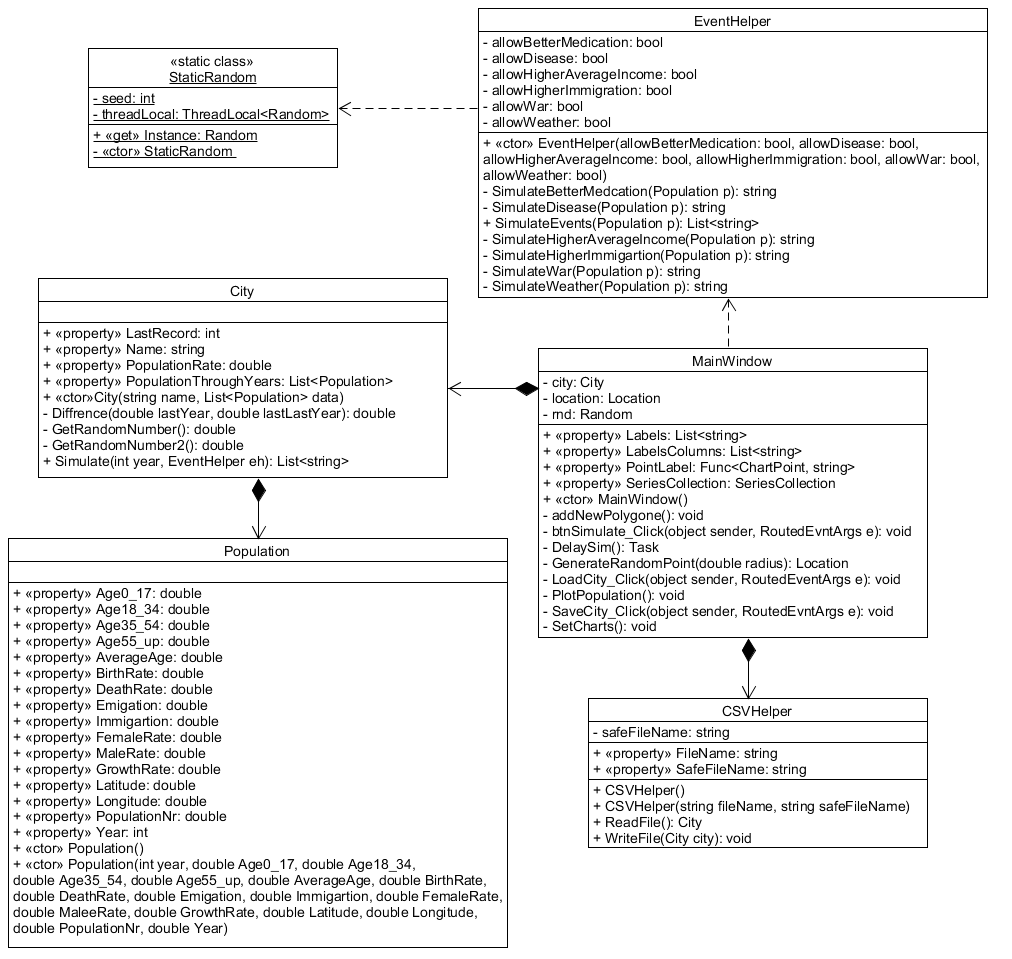 «static class»
StaticRandom
- seed: int
- threadLocal: ThreadLocal<Random>
+ «get» Instance: Random
- «ctor» StaticRandom
EventHelper
- allowBetterMedication: bool
- allowDisease: bool
- allowHigherAverageIncome: bool
- allowHigherImmigration: bool
- allowWar: bool
- allowWeather: bool
+ «ctor» EventHelper(allowBetterMedication: bool, allowDisease: bool,
allowHigherAverageIncome: bool, allowHigherImmigration: bool, allowWar: bool,
allowWeather: bool)
- SimulateBetterMedcation(Population p): string
- SimulateDisease(Population p): string
+ SimulateEvents(Population p): List<string>
- SimulateHigherAverageIncome(Population p): string
- SimulateHigherImmigartion(Population p): string
- SimulateWar(Population p): string
- SimulateWeather(Population p): string
City
+ «property» LastRecord: int
+ «property» Name: string
+ «property» PopulationRate: double
+ «property» PopulationThroughYears: List<Population>
+ «ctor»City(string name, List<Population> data)
- Diffrence(double lastYear, double lastLastYear): double
- GetRandomNumber(): double
- GetRandomNumber2(): double
+ Simulate(int year, EventHelper eh): List<string>
MainWindow
- city: City
- location: Location
- rnd: Random
+ «property» Labels: List<string>
+ «property» LabelsColumns: List<string>
+ «property» PointLabel: Func<ChartPoint, string>
+ «property» SeriesCollection: SeriesCollection
+ «ctor» MainWindow()
- addNewPolygone(): void
- btnSimulate_Click(object sender, RoutedEvntArgs e): void
- DelaySim(): Task
- GenerateRandomPoint(double radius): Location
- LoadCity_Click(object sender, RoutedEventArgs e): void
- PlotPopulation(): void
- SaveCity_Click(object sender, RoutedEvntArgs e): void
- SetCharts(): void
Population
+ «property» Age0_17: double
+ «property» Age18_34: double
+ «property» Age35_54: double
+ «property» Age55_up: double
+ «property» AverageAge: double
+ «property» BirthRate: double
+ «property» DeathRate: double
+ «property» Emigation: double
+ «property» Immigartion: double
+ «property» FemaleRate: double
+ «property» MaleRate: double
+ «property» GrowthRate: double
+ «property» Latitude: double
+ «property» Longitude: double
+ «property» PopulationNr: double
+ «property» Year: int
+ «ctor» Population()
+ «ctor» Population(int year, double Age0_17, double Age18_34,
double Age35_54, double Age55_up, double AverageAge, double BirthRate,
double DeathRate, double Emigation, double Immigartion, double FemaleRate,
double MaleeRate, double GrowthRate, double Latitude, double Longitude,
double PopulationNr, double Year)
CSVHelper
- safeFileName: string
+ «property» FileName: string
+ «property» SafeFileName: string
+ CSVHelper()
+ CSVHelper(string fileName, string safeFileName)
+ ReadFile(): City
+ WriteFile(City city): void